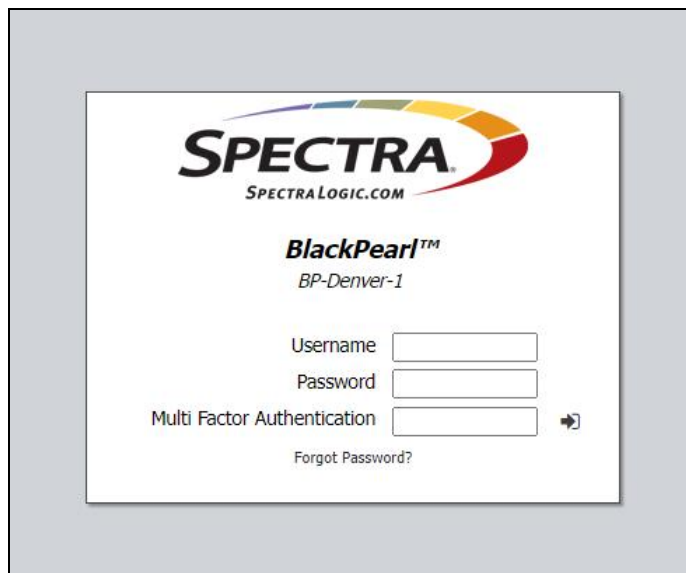 SPECTRA®
SPECTRALOGIC.COM
BlackPearl™
BP-Denver-1
Username
Password
Multi Factor Authentication
Forgot Password?